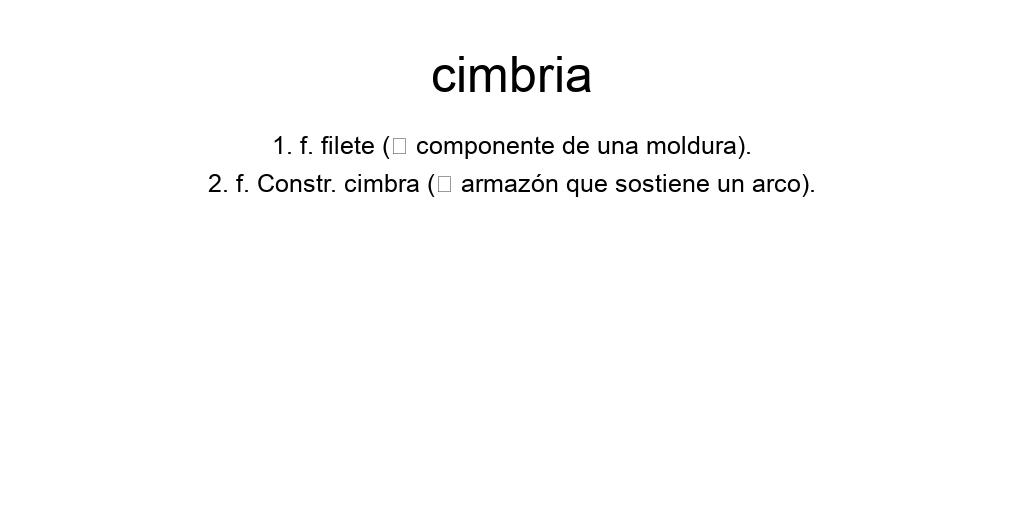 cimbria
1. f. filete (▯ componente de una moldura).
2. f. Constr. cimbra (▯ armazón que sostiene un arco).